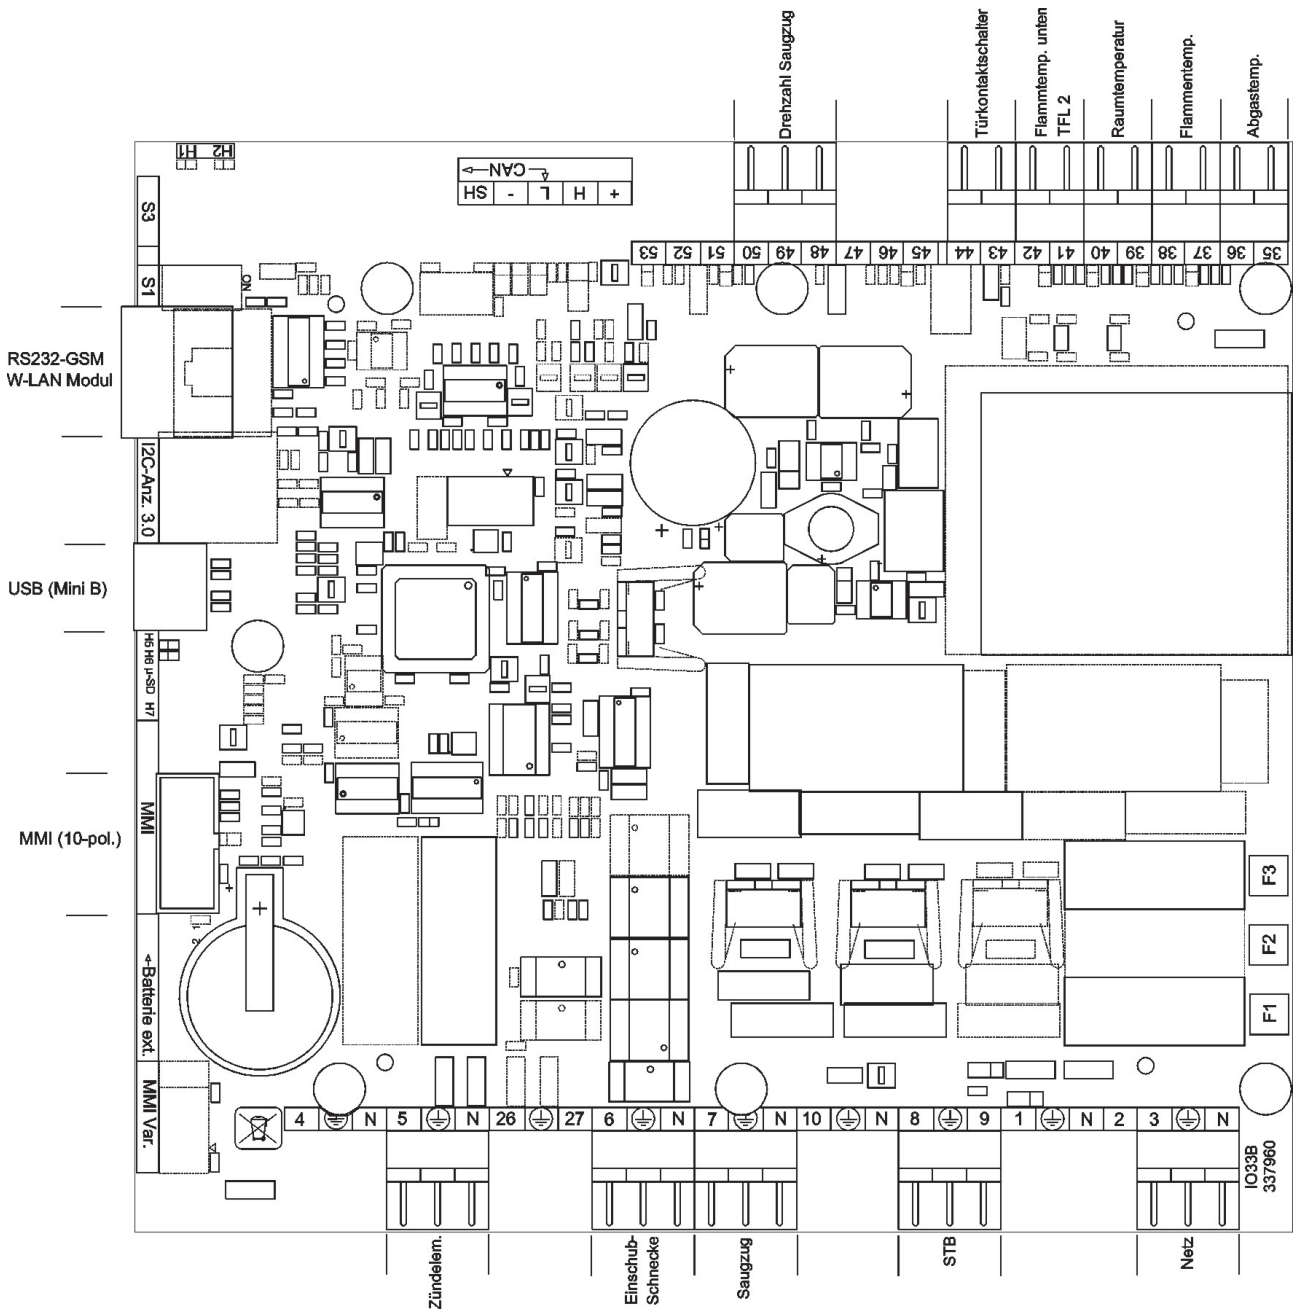 Drehzahl Saugzug
Türkontaktschalter
Flammtemp. unten
TFL 2
Raumtemperatur
Flammentemp.
Abgastemp.
H1 H2
CAN
SH - L H +
53 52 51 50 49 48 47 46 45 44 43 42 41 40 39 38 37 36 35
S3
S1
ON
RS232-GSM
W-LAN Modul
I2C-Anz. 3.0
USB (Mini B)
H5 H6 µ-SD H7
MMI
MMI (10-pol.)
+
1
2
Batterie ext.
MMI Var.
F3
F2
F1
4 N 5 N 26 27 6 N 7 N 10 N 8 9 1 N 2 3 N
IO33B
337960
Zündelem.
Einschub-
Schnecke
Saugzug
STB
Netz